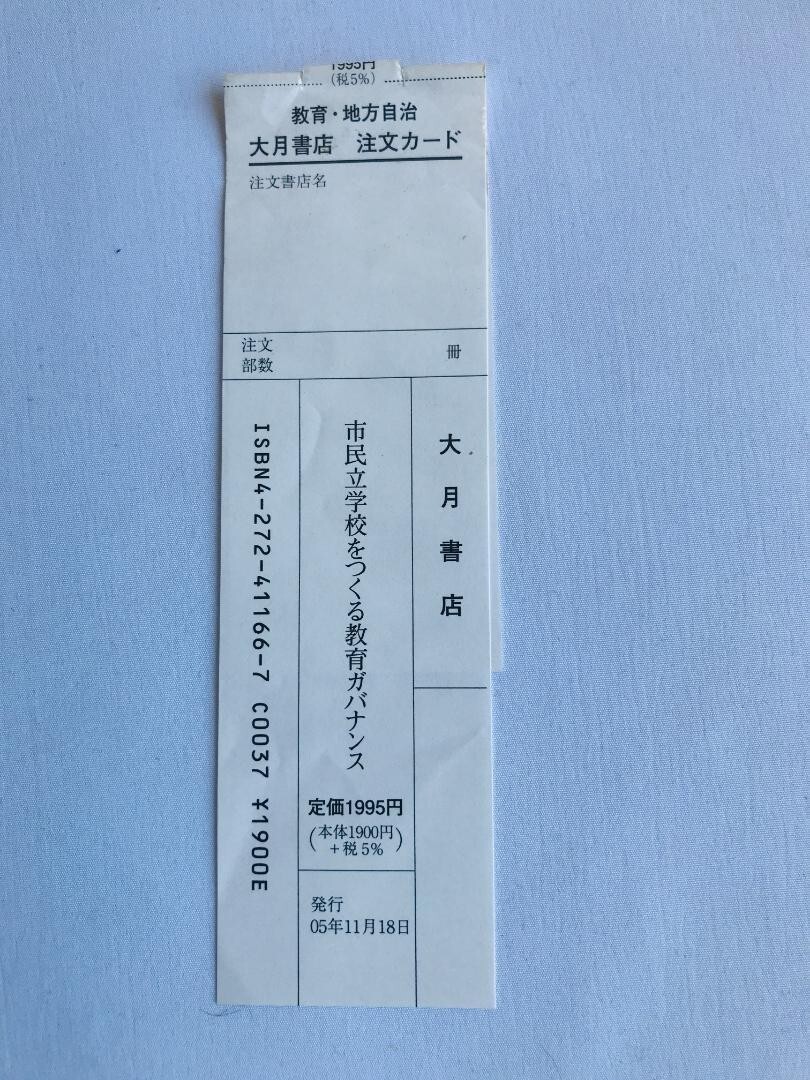 1995円
(税5%)
教育・地方自治
大月書店 注文カード
注文書店名
注文
部数
冊
大月書店
市民立学校をつくる教育ガバナンス
定価1995円
(本体1900円
+税5%)
発行
05年11月18日
ISBN4-272-41166-7 C0037 ¥1900E